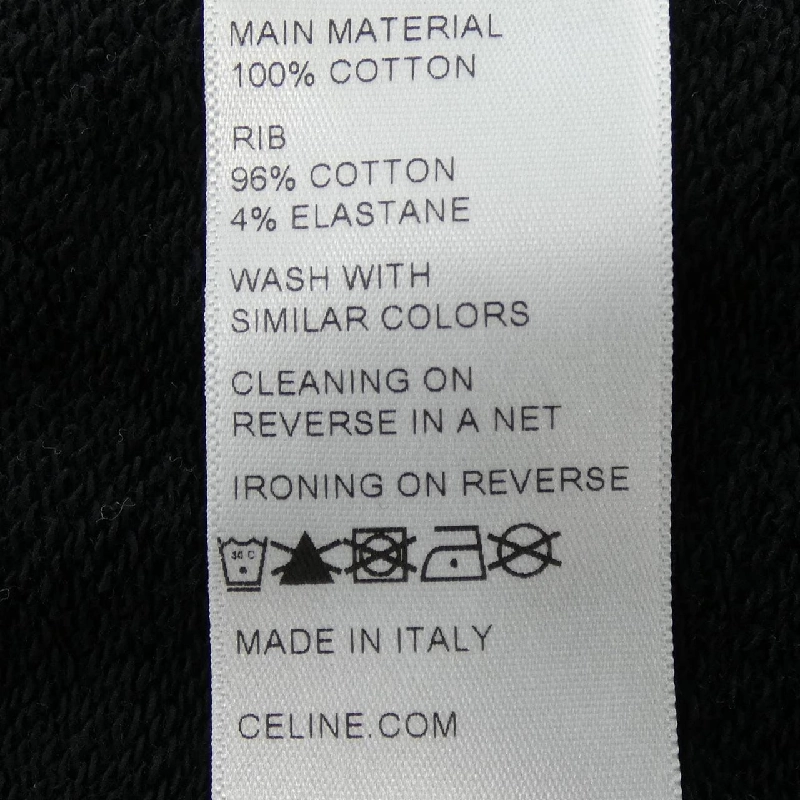 MAIN MATERIAL
100% COTTON
RIB
96% COTTON
4% ELASTANE
WASH WITH
SIMILAR COLORS
CLEANING ON
REVERSE IN A NET
IRONING ON REVERSE
30 C
MADE IN ITALY
CELINE.COM